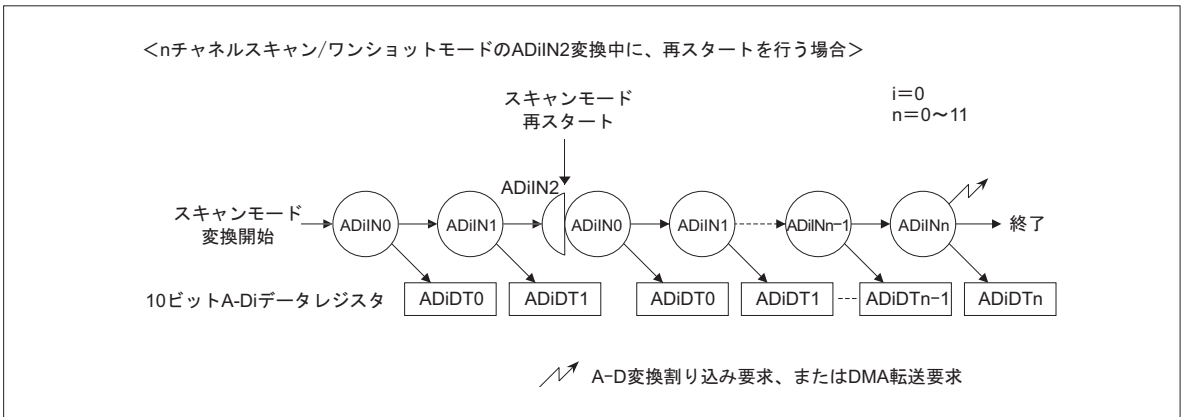 ＜nチャネルスキャン/ワンショットモードのADiIN2変換中に、再スタートを行う場合＞
スキャンモード
再スタート
i＝0
n＝0～11
ADiIN2
スキャンモード
変換開始
ADiIN0
ADiIN1
ADiIN0
ADiIN1
ADiINn-1
ADiINn
終了
10ビットA-Diデータレジスタ
ADiDT0
ADiDT1
ADiDT0
ADiDT1
ADiDTn-1
ADiDTn
A-D変換割り込み要求、またはDMA転送要求